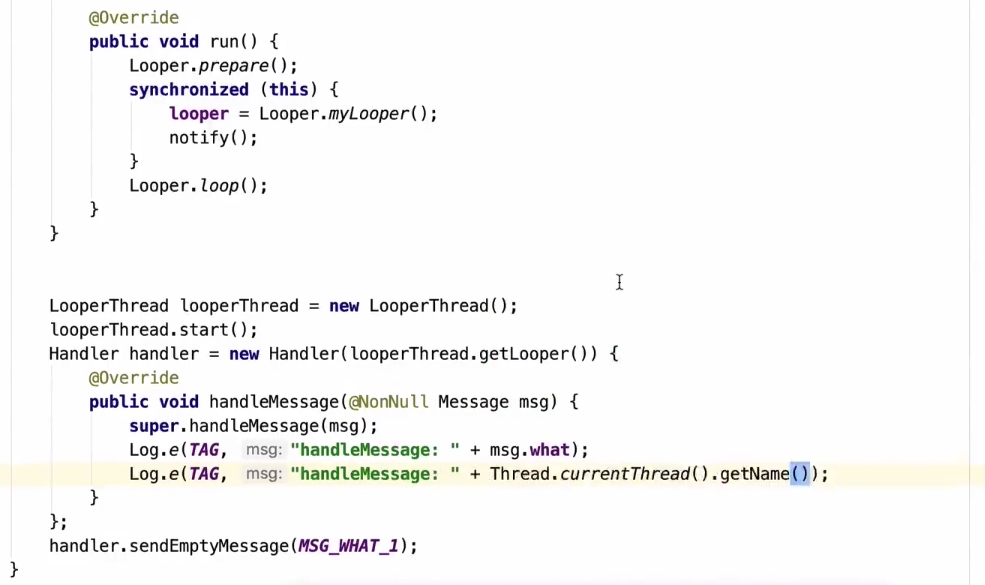 @Override
public void run() {
Looper.prepare();
synchronized (this) {
looper = Looper.myLooper();
notify();
}
Looper.loop();
}
}
LooperThread looperThread = new LooperThread();
looperThread.start();
Handler handler = new Handler(looperThread.getLooper()) {
@Override
public void handleMessage(@NonNull Message msg) {
super.handleMessage(msg);
Log.e(TAG, msg: "handleMessage: " + msg.what);
Log.e(TAG, msg: "handleMessage: " + Thread.currentThread().getName());
}
};
handler.sendEmptyMessage(MSG_WHAT_1);
}